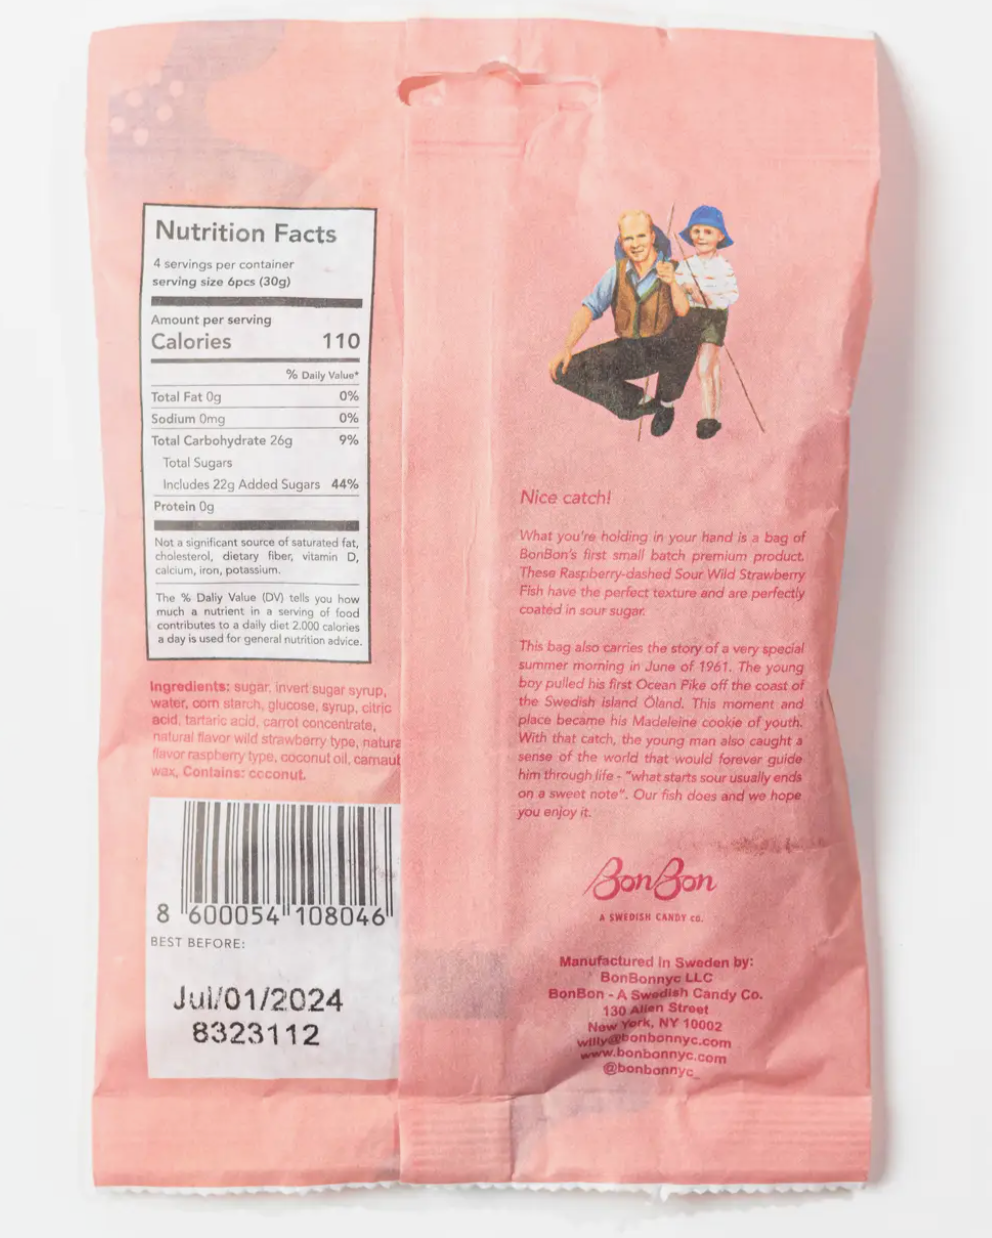 Nutrition Facts
4 servings per container
serving size 6pcs (30g)
Amount per serving
Calories 110
% Daily Value*
Total Fat 0g 0%
Sodium 0mg 0%
Total Carbohydrate 26g 9%
Total Sugars
Includes 22g Added Sugars 44%
Protein 0g
Not a significant source of saturated fat,
cholesterol, dietary fiber, vitamin D,
calcium, iron, potassium.
The % Daliy Value (DV) tells you how
much a nutrient in a serving of food
contributes to a daily diet 2.000 calories
a day is used for general nutrition advice.
Ingredients: sugar, invert sugar syrup,
water, corn starch, glucose, syrup, citric
acid, tartaric acid, carrot concentrate,
natural flavor wild strawberry type, natura
flavor raspberry type, coconut oil, carnaub
wax, Contains: coconut.
8 600054 108046
BEST BEFORE:
Jul/01/2024
8323112
Nice catch!
What you're holding in your hand is a bag of
BonBon's first small batch premium product.
These Raspberry-dashed Sour Wild Strawberry
Fish have the perfect texture and are perfectly
coated in sour sugar.
This bag also carries the story of a very special
summer morning in June of 1961. The young
boy pulled his first Ocean Pike off the coast of
the Swedish island Öland. This moment and
place became his Madeleine cookie of youth.
With that catch, the young man also caught a
sense of the world that would forever guide
him through life - "what starts sour usually ends
on a sweet note". Our fish does and we hope
you enjoy it.
BonBon
A SWEDISH CANDY CO.
Manufactured in Sweden by:
BonBonnyc LLC
BonBon - A Swedish Candy Co.
130 Allen Street
New York, NY 10002
willy@bonbonnyc.com
www.bonbonnyc.com
@bonbonnyc_